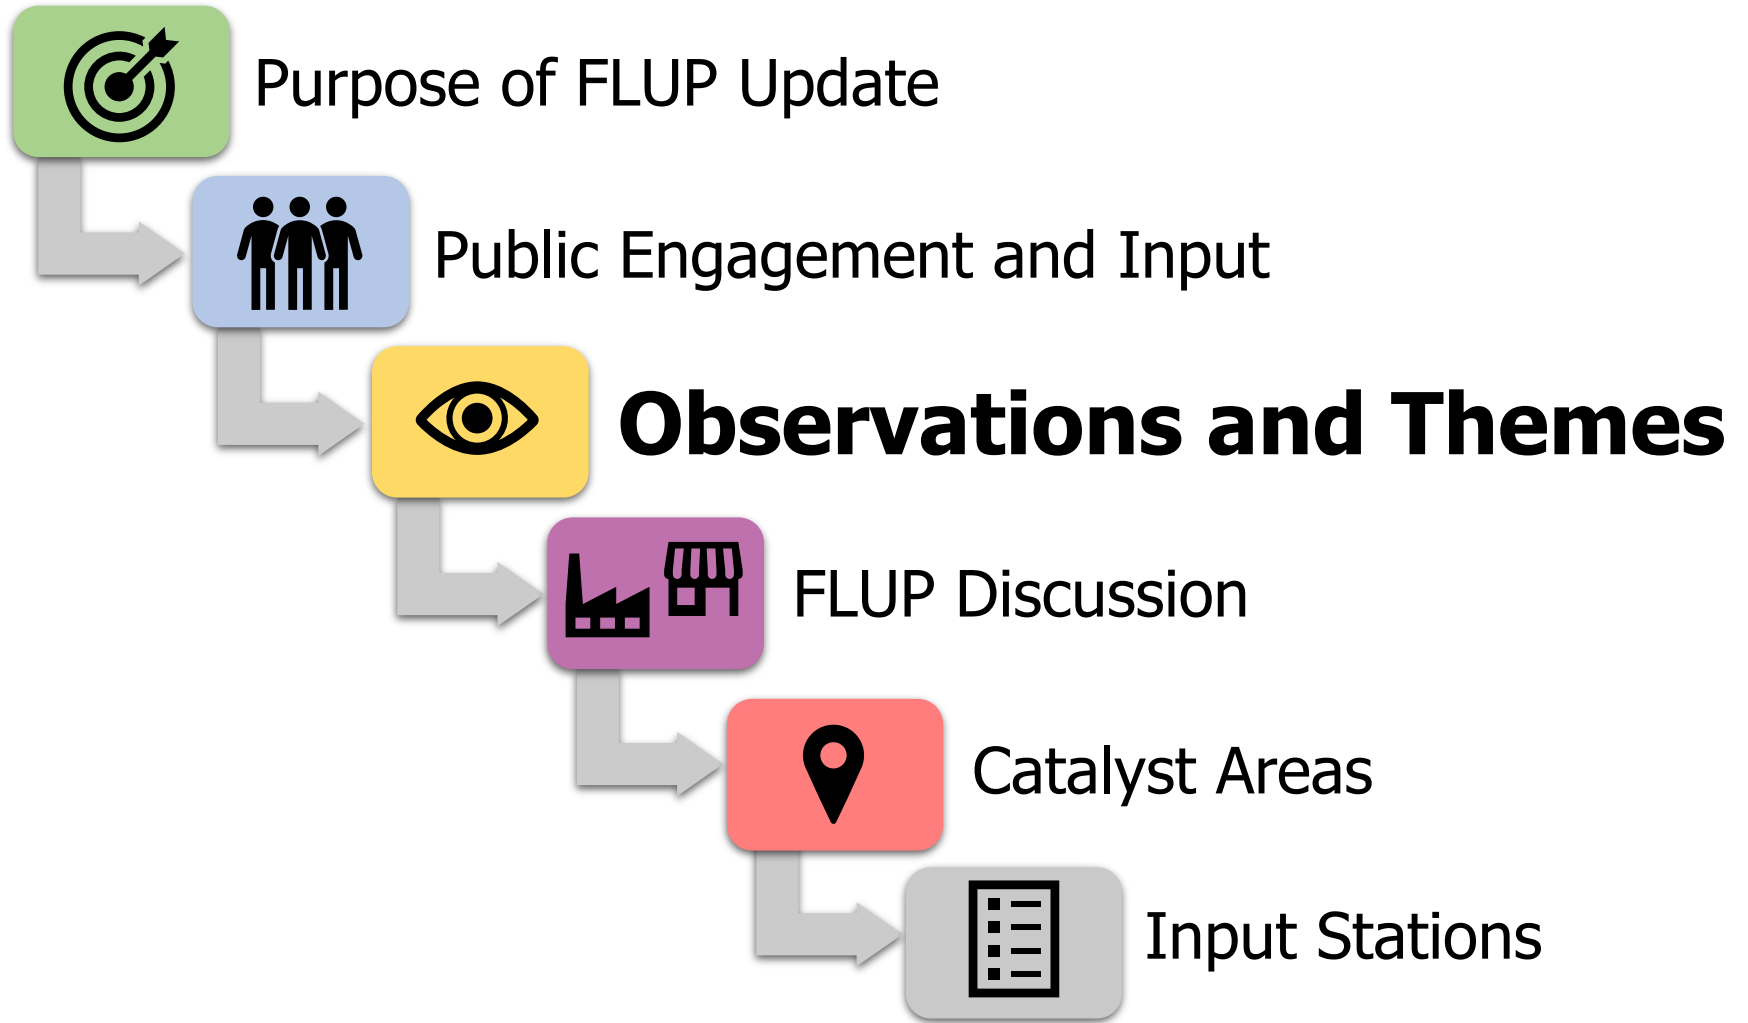 Purpose of FLUP Update
Public Engagement and Input
Observations and Themes
FLUP Discussion
Catalyst Areas
Input Stations